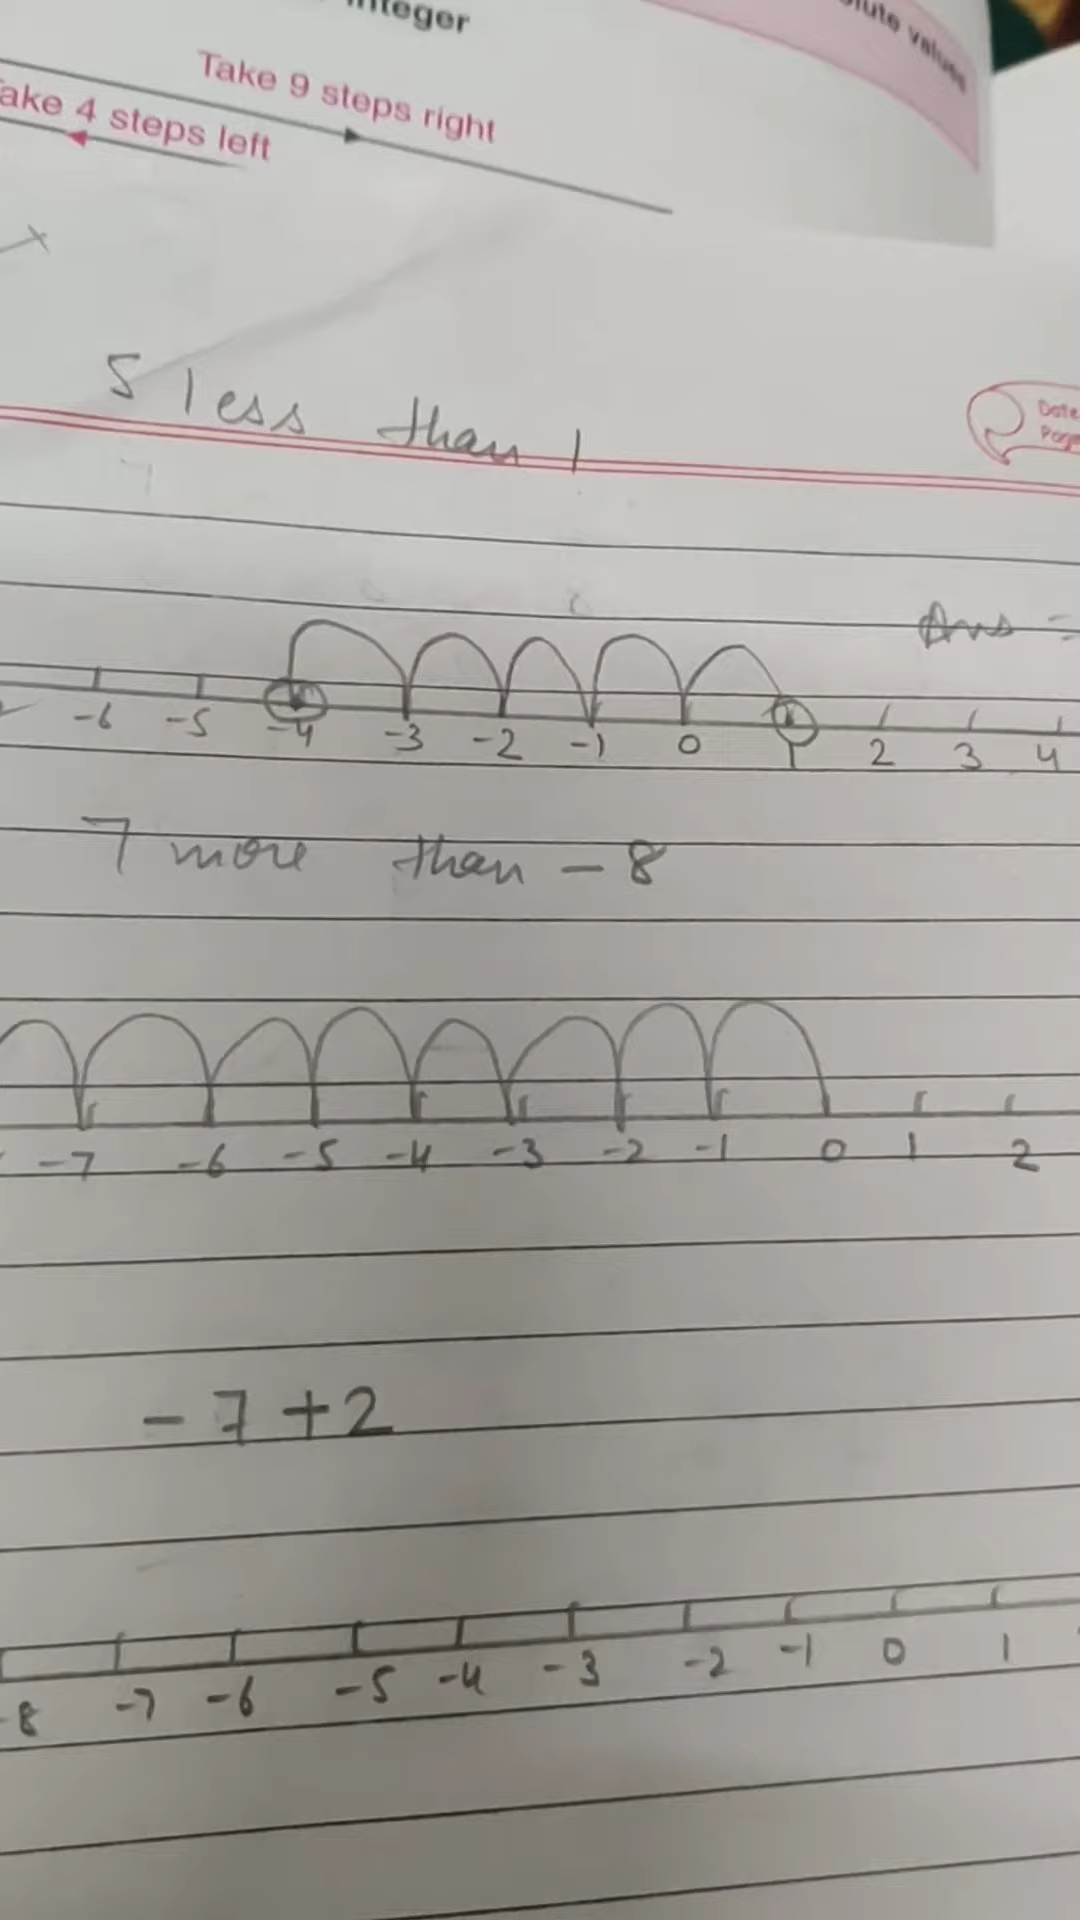 Integer
Take 9 steps right
ake 4 steps left
5 less than 1
Date
Page
Ans =
-6 -5 -4 -3 -2 -1 0 1 2 3 4
7 more than -8
-7 -6 -5 -4 -3 -2 -1 0 1 2
-7+2
-8 -7 -6 -5 -4 -3 -2 -1 0 1